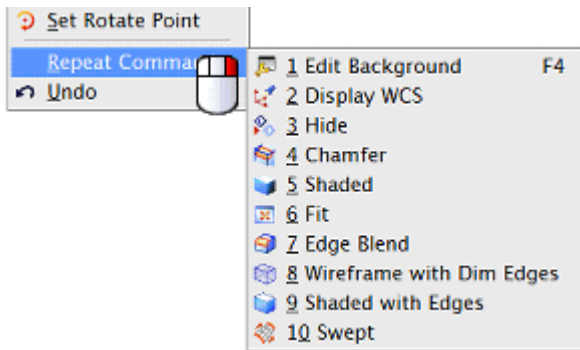 Set Rotate Point
Repeat Comma
Undo
1 Edit Background F4
2 Display WCS
3 Hide
4 Chamfer
5 Shaded
6 Fit
7 Edge Blend
8 Wireframe with Dim Edges
9 Shaded with Edges
10 Swept